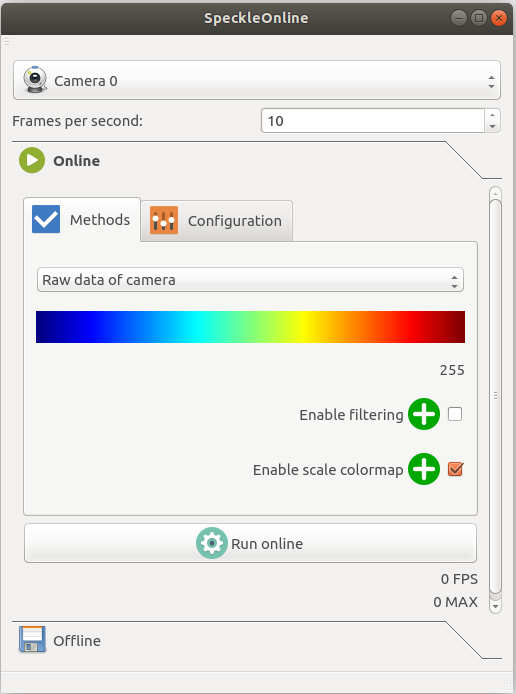 SpeckleOnline
Camera 0
Frames per second: 10
Online
Methods Configuration
Raw data of camera
255
Enable filtering
Enable scale colormap
Run online
0 FPS
0 MAX
Offline